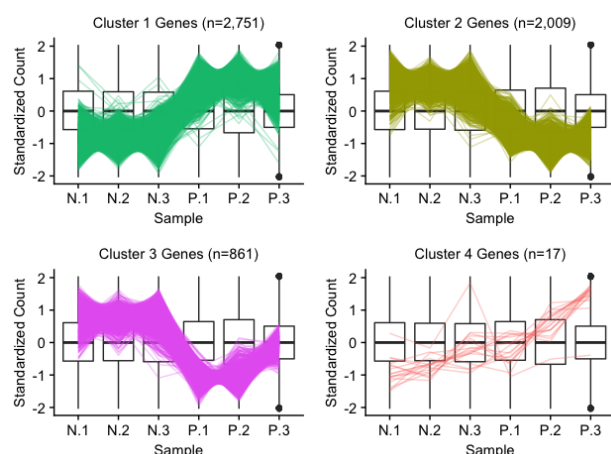 Cluster 1 Genes (n=2,751)
Standardized Count
2
1
0
-1
-2
N.1 N.2 N.3 P.1 P.2 P.3
Sample
Cluster 2 Genes (n=2,009)
Standardized Count
2
1
0
-1
-2
N.1 N.2 N.3 P.1 P.2 P.3
Sample
Cluster 3 Genes (n=861)
Standardized Count
2
1
0
-1
-2
N.1 N.2 N.3 P.1 P.2 P.3
Sample
Cluster 4 Genes (n=17)
Standardized Count
2
1
0
-1
-2
N.1 N.2 N.3 P.1 P.2 P.3
Sample